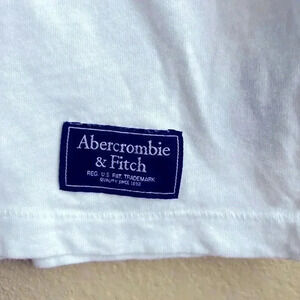 Abercrombie
& Fitch
REG. U.S. PAT. TRADEMARK
QUALITY SINCE 1892